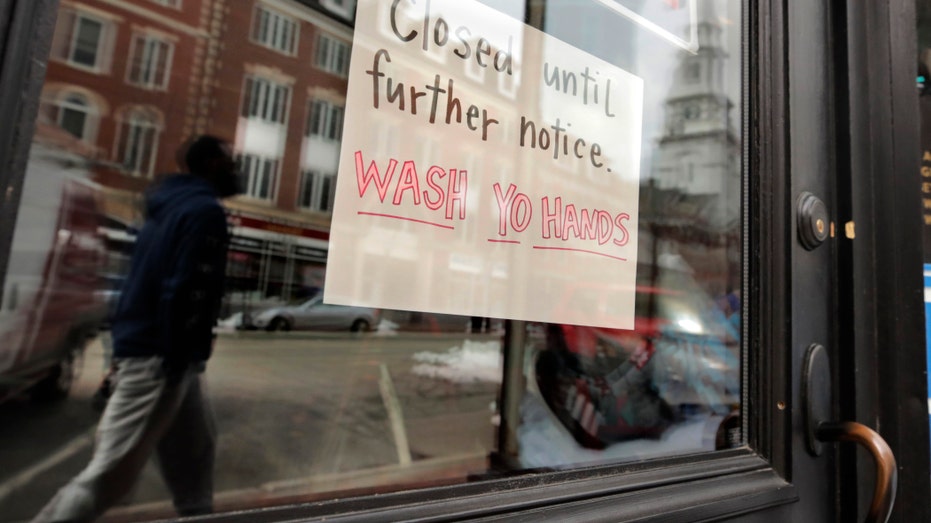 Closed until
further notice.
WASH YO HANDS